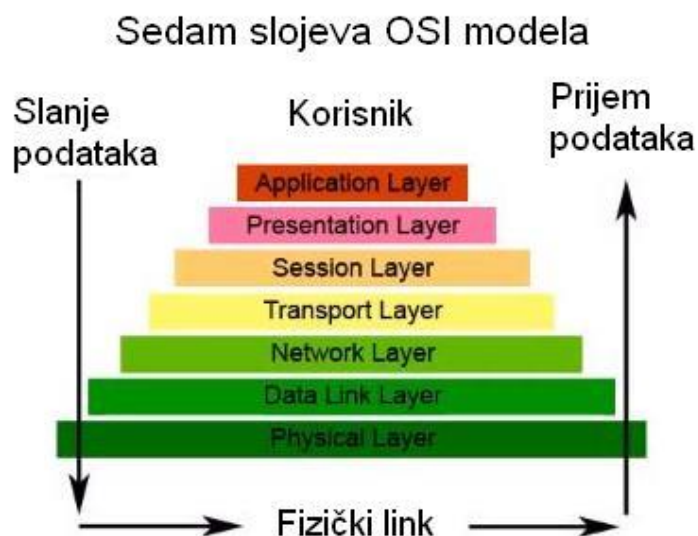 Sedam slojeva OSI modela
Slanje
podataka
Korisnik
Prijem
podataka
Application Layer
Presentation Layer
Session Layer
Transport Layer
Network Layer
Data Link Layer
Physical Layer
Fizički link